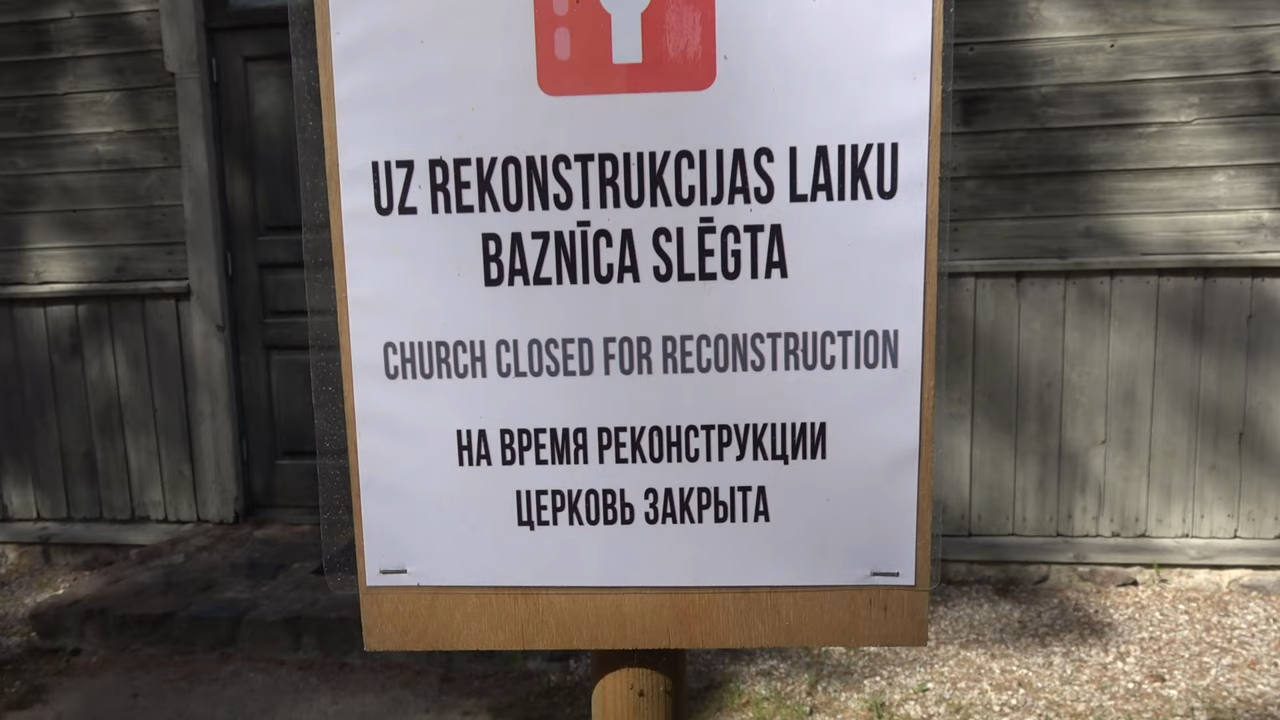 UZ REKONSTRUKCIJAS LAIKU
BAZNĪCA SLĒGTA
CHURCH CLOSED FOR RECONSTRUCTION
НА ВРЕМЯ РЕКОНСТРУКЦИИ
ЦЕРКОВЬ ЗАКРЫТА